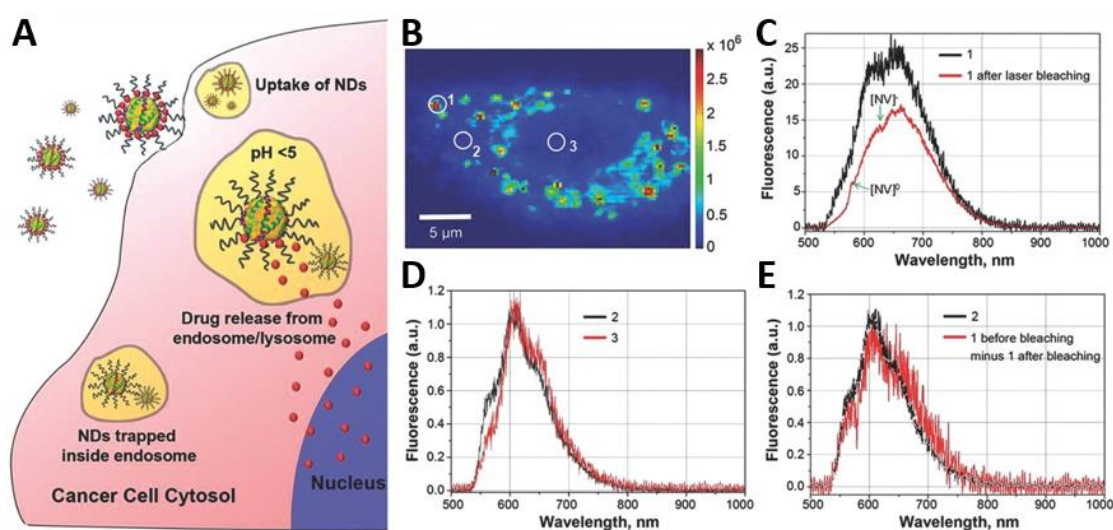 A
Uptake of NDs
pH <5
Drug release from
endosome/lysosome
NDs trapped
inside endosome
Cancer Cell Cytosol
Nucleus
B
1
2
3
5 µm
x 10⁶
3
2.5
2
1.5
1
0.5
0
C
Fluorescence (a.u.)
25
20
15
10
5
0
1
1 after laser bleaching
[NV]⁻
[NV]⁰
500 600 700 800 900 1000
Wavelength, nm
D
Fluorescence (a.u.)
1.2
1.0
0.8
0.6
0.4
0.2
0.0
2
3
500 600 700 800 900 1000
Wavelength, nm
E
Fluorescence (a.u.)
1.2
1.0
0.8
0.6
0.4
0.2
0.0
2
1 before bleaching
minus 1 after bleaching
500 600 700 800 900 1000
Wavelength, nm